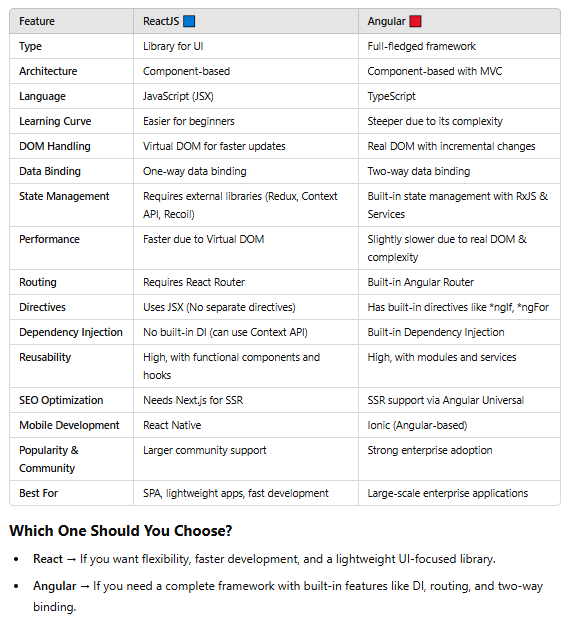 Feature ReactJS Angular
Type Library for UI Full-fledged framework
Architecture Component-based Component-based with MVC
Language JavaScript (JSX) TypeScript
Learning Curve Easier for beginners Steeper due to its complexity
DOM Handling Virtual DOM for faster updates Real DOM with incremental changes
Data Binding One-way data binding Two-way data binding
State Management Requires external libraries (Redux, Context Built-in state management with RxJS &
API, Recoil) Services
Performance Faster due to Virtual DOM Slightly slower due to real DOM &
complexity
Routing Requires React Router Built-in Angular Router
Directives Uses JSX (No separate directives) Has built-in directives like *ngIf, *ngFor
Dependency Injection No built-in DI (can use Context API) Built-in Dependency Injection
Reusability High, with functional components and High, with modules and services
hooks
SEO Optimization Needs Next.js for SSR SSR support via Angular Universal
Mobile Development React Native Ionic (Angular-based)
Popularity & Larger community support Strong enterprise adoption
Community
Best For SPA, lightweight apps, fast development Large-scale enterprise applications
Which One Should You Choose?
• React → If you want flexibility, faster development, and a lightweight UI-focused library.
• Angular → If you need a complete framework with built-in features like DI, routing, and two-way
binding.